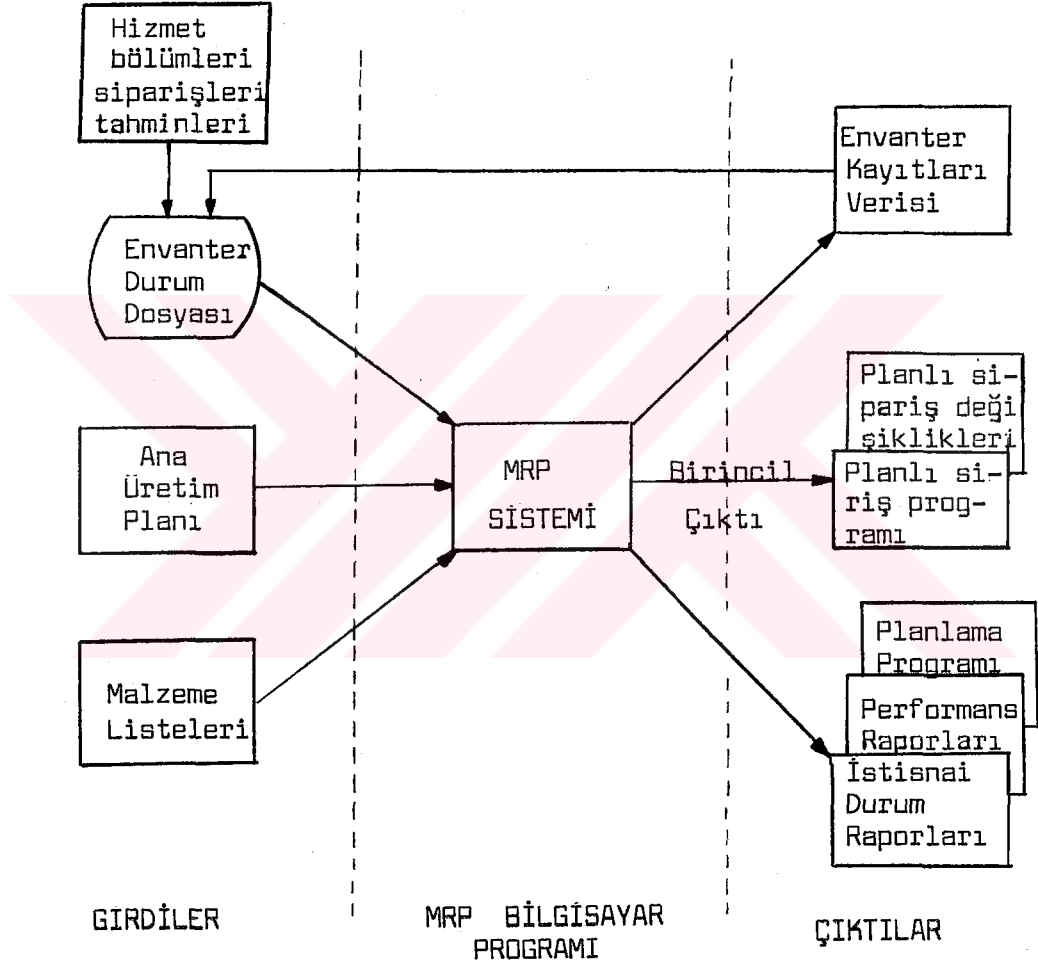 Hizmet
bölümleri
siparişleri
tahminleri
Envanter
Durum
Dosyası
Ana
Üretim
Planı
Malzeme
Listeleri
MRP
SİSTEMİ
Birincil
Çıktı
Envanter
Kayıtları
Verisi
Planlı si-
pariş deği
şiklikleri
Planlı si-
riş prog-
ramı
Planlama
Programı
Performans
Raporları
İstisnai
Durum
Raporları
GIRDİLER
MRP BİLGİSAYAR
PROGRAMI
ÇIKTILAR